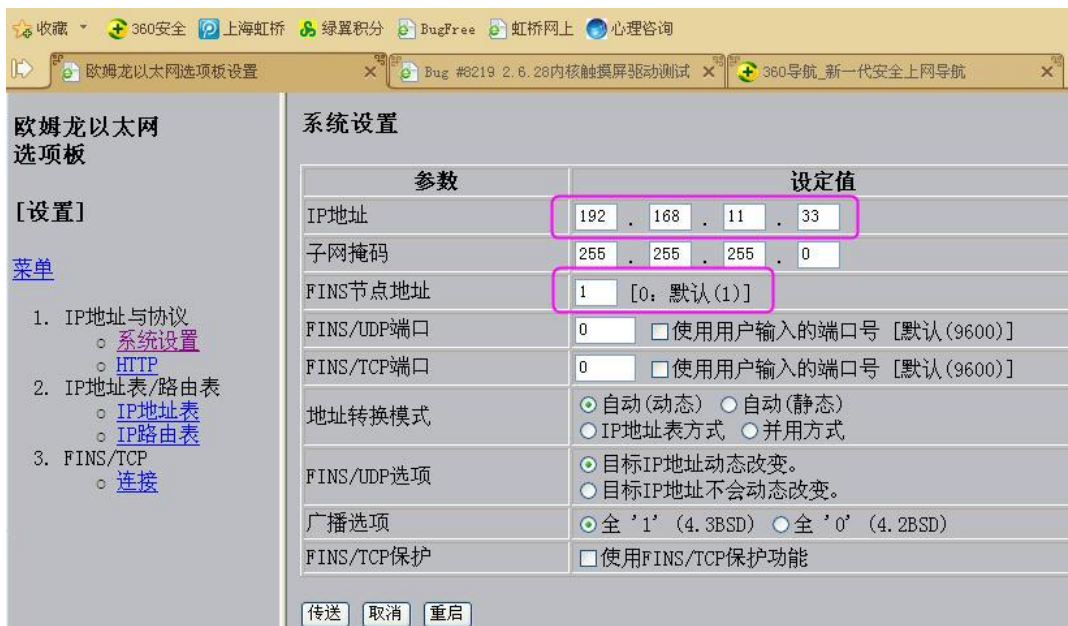 收藏 360安全 上海虹桥 绿翼积分 BugFree 虹桥网上 心理咨询
欧姆龙以太网选项板设置 Bug #8219 2.6.28内核触摸屏驱动测试 360导航_新一代安全上网导航
欧姆龙以太网
选项板
[设置]
菜单
1. IP地址与协议
系统设置
HTTP
2. IP地址表/路由表
IP地址表
IP路由表
3. FINS/TCP
连接
系统设置
参数 设定值
IP地址 192 . 168 . 11 . 33
子网掩码 255 . 255 . 255 . 0
FINS节点地址 1 [0: 默认(1)]
FINS/UDP端口 0 使用用户输入的端口号 [默认(9600)]
FINS/TCP端口 0 使用用户输入的端口号 [默认(9600)]
地址转换模式 自动(动态) 自动(静态)
IP地址表方式 并用方式
FINS/UDP选项 目标IP地址动态改变。
目标IP地址不会动态改变。
广播选项 全 '1' (4.3BSD) 全 '0' (4.2BSD)
FINS/TCP保护 使用FINS/TCP保护功能
传送 取消 重启